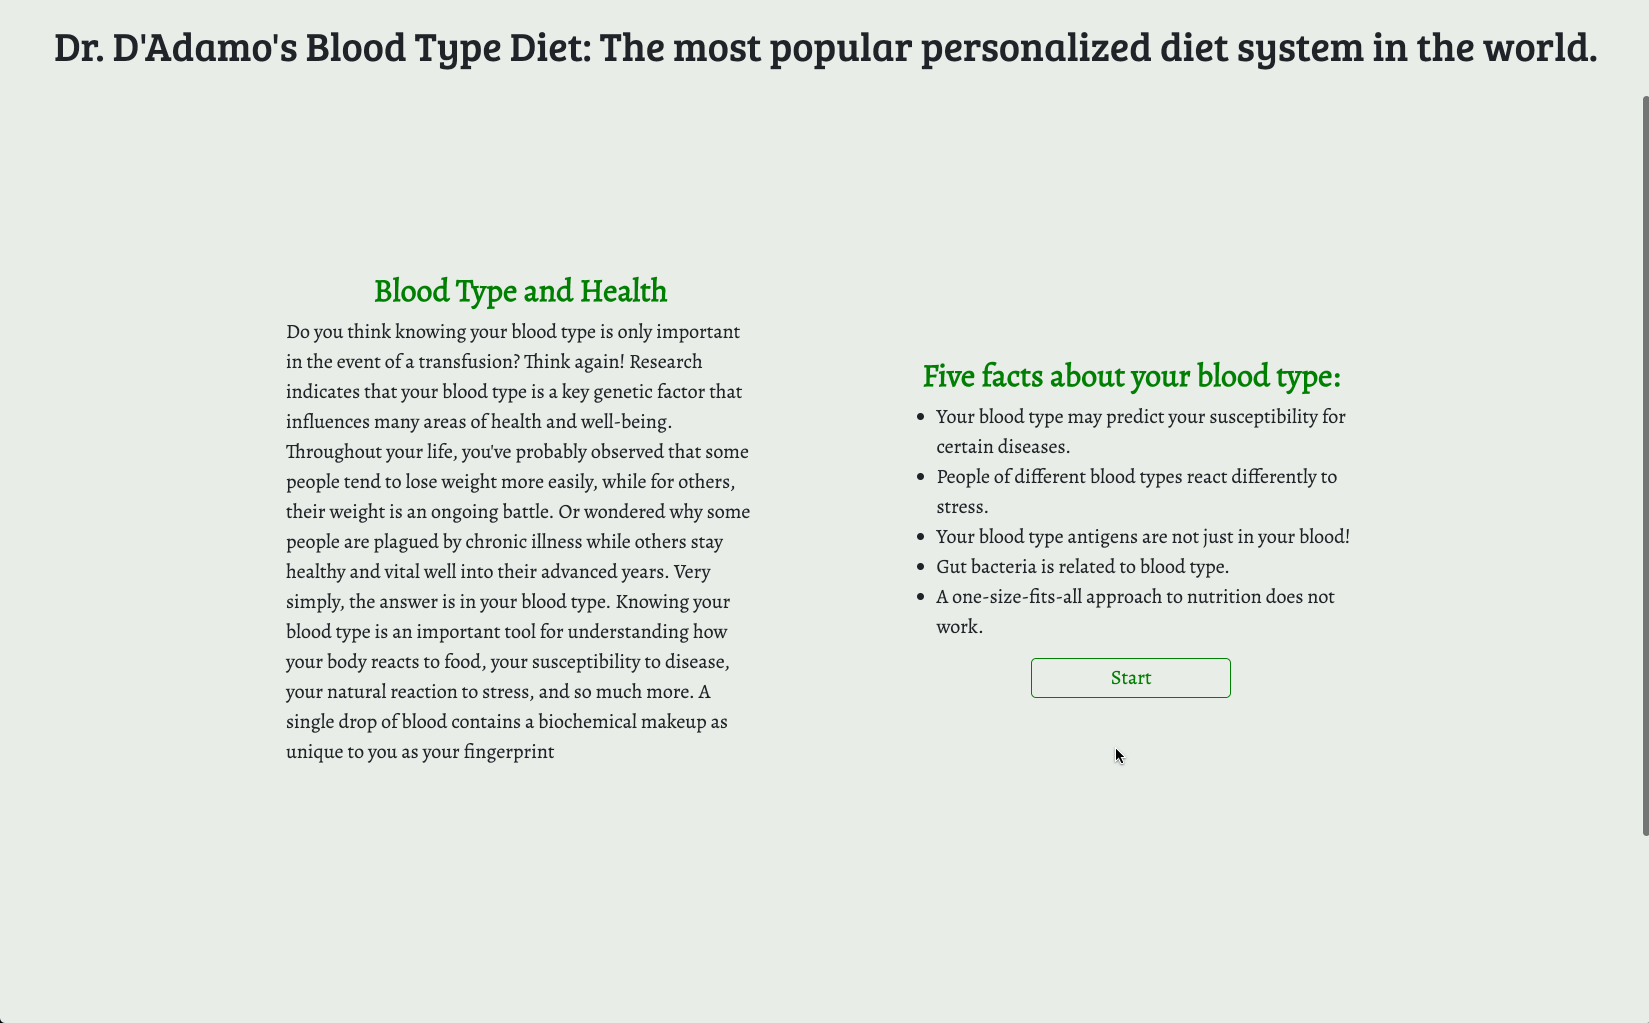 Dr. D'Adamo's Blood Type Diet: The most popular personalized diet system in the world.
Blood Type and Health
Do you think knowing your blood type is only important
in the event of a transfusion? Think again! Research
indicates that your blood type is a key genetic factor that
influences many areas of health and well-being.
Throughout your life, you've probably observed that some
people tend to lose weight more easily, while for others,
their weight is an ongoing battle. Or wondered why some
people are plagued by chronic illness while others stay
healthy and vital well into their advanced years. Very
simply, the answer is in your blood type. Knowing your
blood type is an important tool for understanding how
your body reacts to food, your susceptibility to disease,
your natural reaction to stress, and so much more. A
single drop of blood contains a biochemical makeup as
unique to you as your fingerprint
Five facts about your blood type:
Your blood type may predict your susceptibility for
certain diseases.
People of different blood types react differently to
stress.
Your blood type antigens are not just in your blood!
Gut bacteria is related to blood type.
A one-size-fits-all approach to nutrition does not
work.
Start